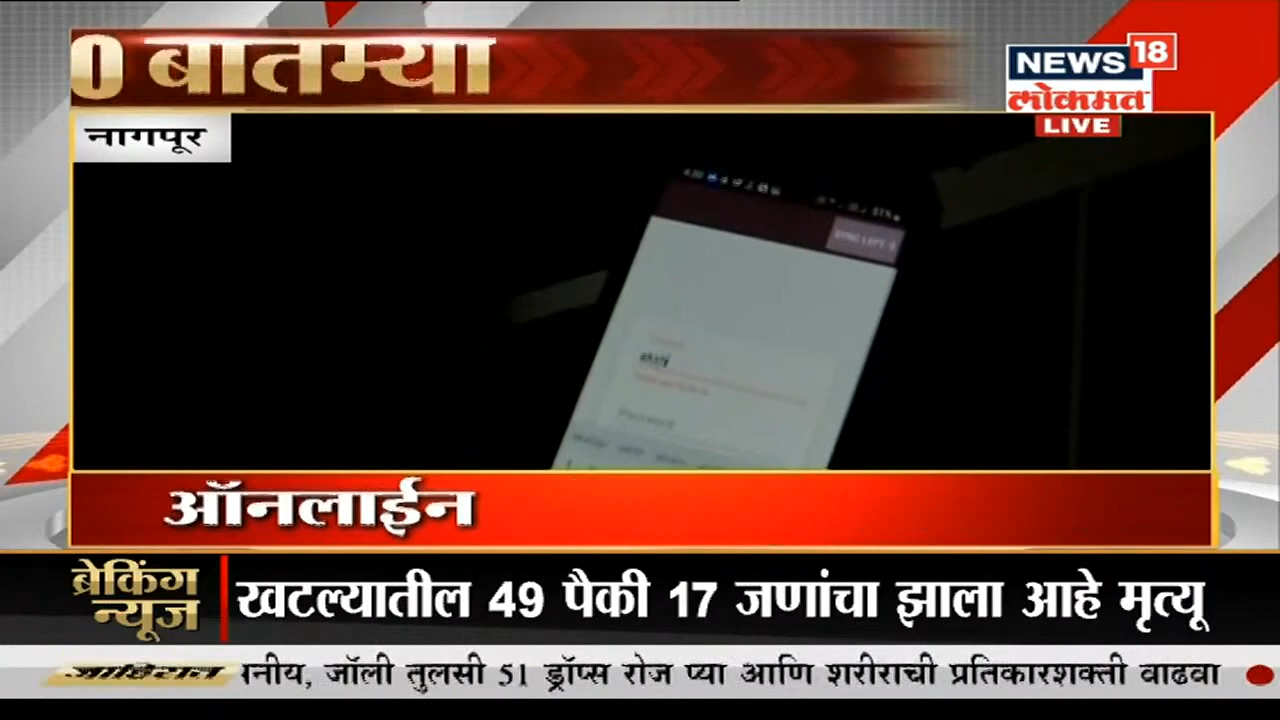 0 बातम्या
NEWS 18
लोकमत
LIVE
नागपूर
ऑनलाईन
ब्रेकिंग न्यूज
खटल्यातील 49 पैकी 17 जणांचा झाला आहे मृत्यू
जाहिरात
नीय, जॉली तुलसी 51 ड्रॉप्स रोज प्या आणि शरीराची प्रतिकारशक्ती वाढवा